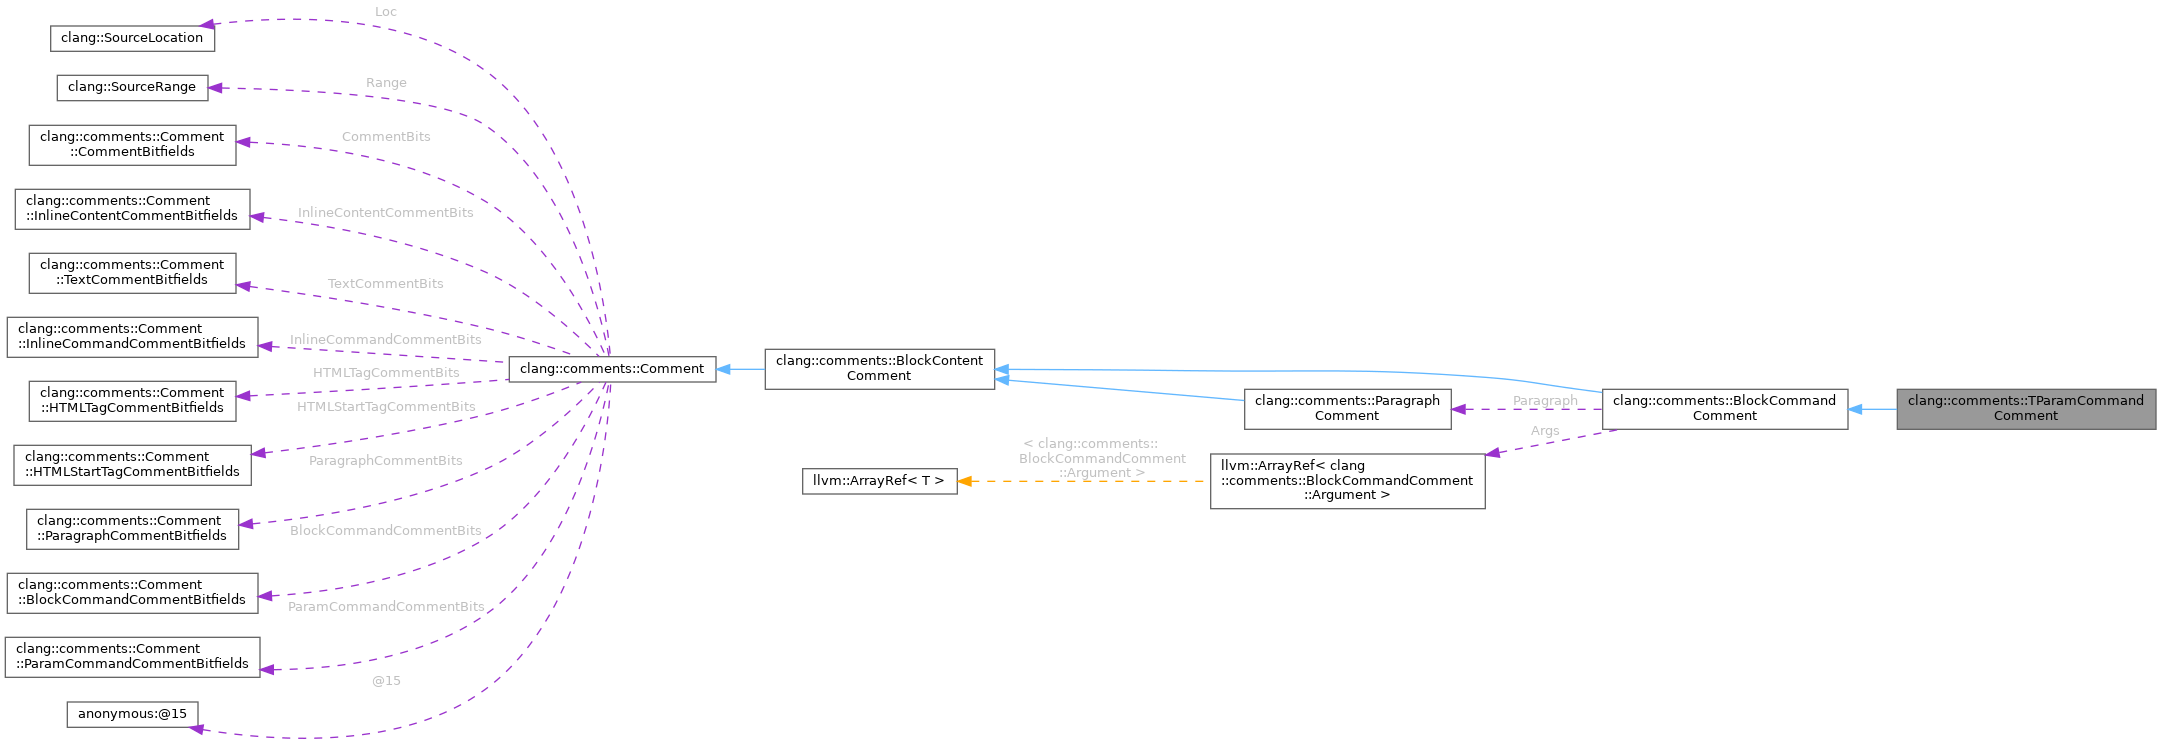 Loc
clang::SourceLocation
Range
clang::SourceRange
CommentBits
clang::comments::Comment
::CommentBitfields
clang::comments::Comment
::InlineContentCommentBitfields
InlineContentCommentBits
clang::comments::Comment
::TextCommentBitfields
TextCommentBits
clang::comments::Comment
::InlineCommandCommentBitfields
InlineCommandCommentBits
HTMLTagCommentBits
clang::comments::Comment
::HTMLTagCommentBitfields
HTMLStartTagCommentBits
clang::comments::Comment
::HTMLStartTagCommentBitfields
ParagraphCommentBits
clang::comments::Comment
::ParagraphCommentBitfields
BlockCommandCommentBits
clang::comments::Comment
::BlockCommandCommentBitfields
ParamCommandCommentBits
clang::comments::Comment
::ParamCommandCommentBitfields
@15
anonymous:@15
clang::comments::Comment
clang::comments::BlockContent
Comment
< clang::comments::
BlockCommandComment
::Argument >
llvm::ArrayRef< T >
clang::comments::Paragraph
Comment
llvm::ArrayRef< clang
::comments::BlockCommandComment
::Argument >
Paragraph
Args
clang::comments::BlockCommand
Comment
clang::comments::TParamCommand
Comment